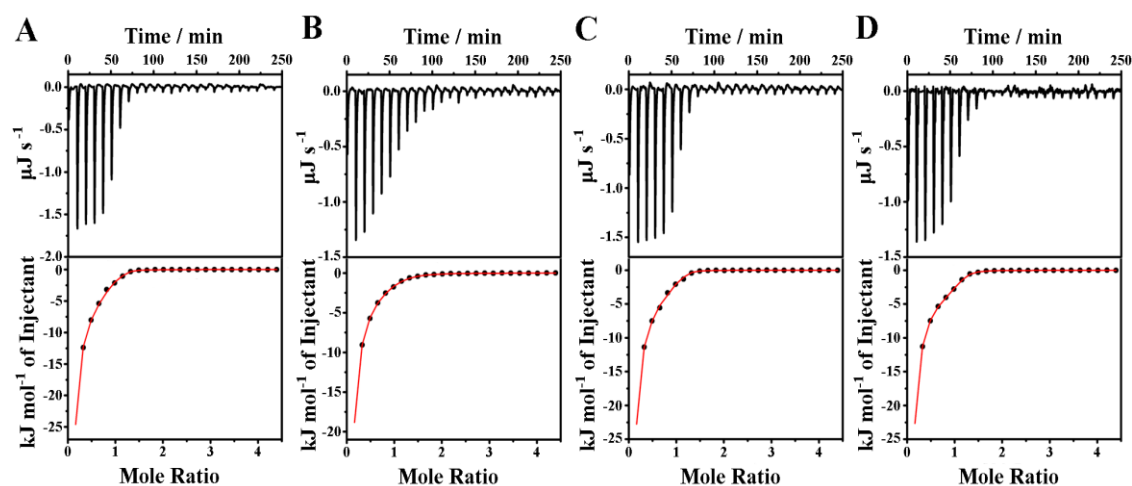 A B C D
Time / min Time / min Time / min Time / min
0 50 100 150 200 250 0 50 100 150 200 250 0 50 100 150 200 250 0 50 100 150 200 250
µJ s⁻¹ µJ s⁻¹ µJ s⁻¹ µJ s⁻¹
0.0 0.0 0.0 0.0
-0.5 -0.5 -0.5 -0.5
-1.0 -1.0 -1.0 -1.0
-1.5 -1.5 -1.5 -1.5
-2.0
kJ mol⁻¹ of Injectant kJ mol⁻¹ of Injectant kJ mol⁻¹ of Injectant kJ mol⁻¹ of Injectant
0 0 0 0
-5 -5 -5 -5
-10 -10 -10 -10
-15 -15 -15 -15
-20 -20 -20 -20
-25 -25 -25
0 1 2 3 4 0 1 2 3 4 0 1 2 3 4 0 1 2 3 4
Mole Ratio Mole Ratio Mole Ratio Mole Ratio